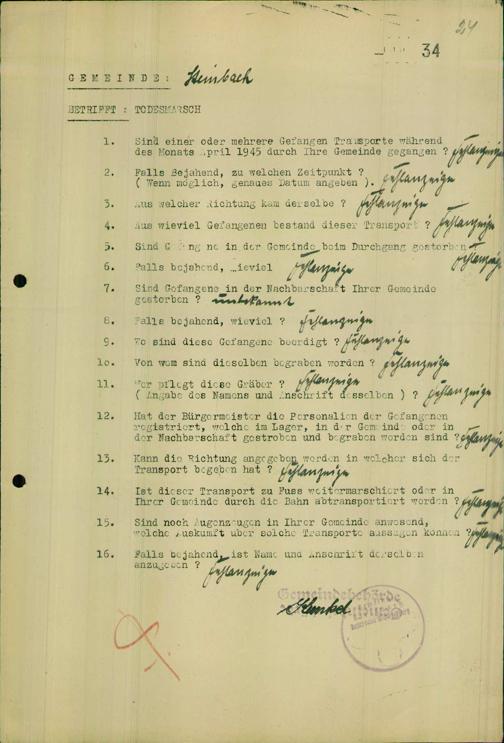 24
34
GEMEINDE: Steinbach
BETRIFFT : TODESMARSCH
1. Sind einer oder mehrere Gefangen Transporte während
des Monats April 1945 durch Ihre Gemeinde gegangen ? Fehlanzeige
2. Falls Bejahend, zu welchen Zeitpunkt ?
( Wenn möglich, genaues Datum angeben ). Fehlanzeige
3. Aus welcher Richtung kam derselbe ? Fehlanzeige
4. Aus wieviel Gefangenen bestand dieser Transport ? Fehlanzeige
5. Sind Gefangene in der Gemeinde beim Durchgang gestorben Fehlanzeige
6. Falls bejahend, wieviel Fehlanzeige
7. Sind Gefangene in der Nachbarschaft Ihrer Gemeinde
gestorben ? unbekannt
8. Falls bejahend, wieviel ? Fehlanzeige
9. Wo sind diese Gefangene beerdigt ? Fehlanzeige
10. Von wem sind dieselben begraben worden ? Fehlanzeige
11. Wer pflegt diese Gräber ? Fehlanzeige
( Angabe des Namens und Anschrift desselben ) ? Fehlanzeige
12. Hat der Bürgermeister die Personalien der Gefangenen
registriert, welche im Lager, in der Gemeinde oder in
der Nachbarschaft gestroben und begraben worden sind ? Fehlanzeige
13. Kann die Richtung angegeben werden in welcher sich der
Transport begeben hat ? Fehlanzeige
14. Ist dieser Transport zu Fuss weitermarschiert oder in
Ihrer Gemeinde durch die Bahn abtransportiert worden ? Fehlanzeige
15. Sind noch Augenzeugen in Ihrer Gemeinde anwesend,
welche Auskunft über solche Transporte aussagen können ? Fehlanzeige
16. Falls bejahend, ist Name und Anschrift derselben
anzugeben ? Fehlanzeige
Gemeindebehörde